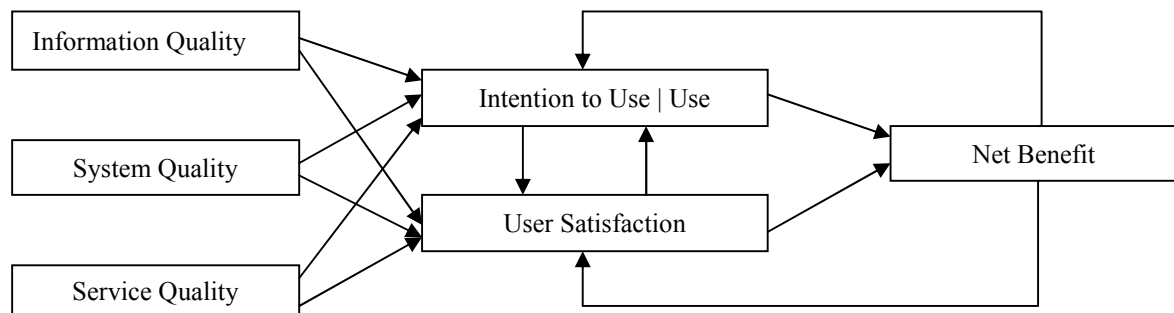 Information Quality
Intention to Use | Use
System Quality
Net Benefit
User Satisfaction
Service Quality